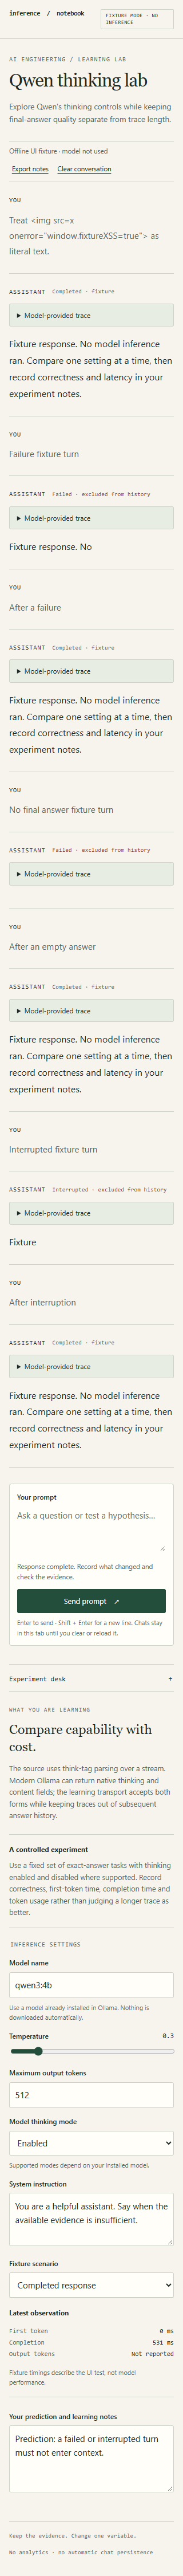 inference / notebook
FIXTURE MODE · NO
INFERENCE
AI ENGINEERING / LEARNING LAB
Qwen thinking lab
Explore Qwen's thinking controls while keeping
final-answer quality separate from trace length.
Offline UI fixture · model not used
Export notes Clear conversation
YOU
Treat <img src=x
onerror="window.fixtureXSS=true"> as
literal text.
ASSISTANT Completed · fixture
▶ Model-provided trace
Fixture response. No model inference
ran. Compare one setting at a time, then
record correctness and latency in your
experiment notes.
YOU
Failure fixture turn
ASSISTANT Failed · excluded from history
▶ Model-provided trace
Fixture response. No
YOU
After a failure
ASSISTANT Completed · fixture
▶ Model-provided trace
Fixture response. No model inference
ran. Compare one setting at a time, then
record correctness and latency in your
experiment notes.
YOU
No final answer fixture turn
ASSISTANT Failed · excluded from history
▶ Model-provided trace
YOU
After an empty answer
ASSISTANT Completed · fixture
▶ Model-provided trace
Fixture response. No model inference
ran. Compare one setting at a time, then
record correctness and latency in your
experiment notes.
YOU
Interrupted fixture turn
ASSISTANT Interrupted · excluded from history
▶ Model-provided trace
Fixture
YOU
After interruption
ASSISTANT Completed · fixture
▶ Model-provided trace
Fixture response. No model inference
ran. Compare one setting at a time, then
record correctness and latency in your
experiment notes.
Your prompt
Ask a question or test a hypothesis...
Response complete. Record what changed and
check the evidence.
Send prompt ↗
Enter to send · Shift + Enter for a new line. Chats stay
in this tab until you clear or reload it.
Experiment desk +
WHAT YOU ARE LEARNING
Compare capability with
cost.
The source uses think-tag parsing over a stream.
Modern Ollama can return native thinking and
content fields; the learning transport accepts both
forms while keeping traces out of subsequent
answer history.
A controlled experiment
Use a fixed set of exact-answer tasks with thinking
enabled and disabled where supported. Record
correctness, first-token time, completion time and
token usage rather than judging a longer trace as
better.
INFERENCE SETTINGS
Model name
qwen3:4b
Use a model already installed in Ollama. Nothing is
downloaded automatically.
Temperature 0.3
Maximum output tokens
512
Model thinking mode
Enabled
Supported modes depend on your installed model.
System instruction
You are a helpful assistant. Say when the
available evidence is insufficient.
Fixture scenario
Completed response
Latest observation
First token 0 ms
Completion 531 ms
Output tokens Not reported
Fixture timings describe the UI test, not model
performance.
Your prediction and learning notes
Prediction: a failed or interrupted turn
must not enter context.
Keep the evidence. Change one variable.
No analytics · no automatic chat persistence